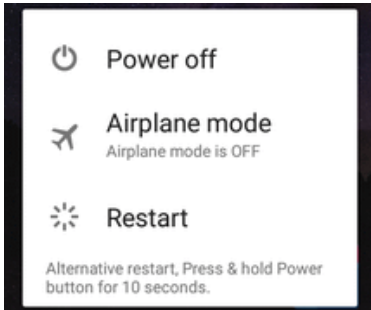 Power off
Airplane mode
Airplane mode is OFF
Restart
Alternative restart, Press & hold Power
button for 10 seconds.